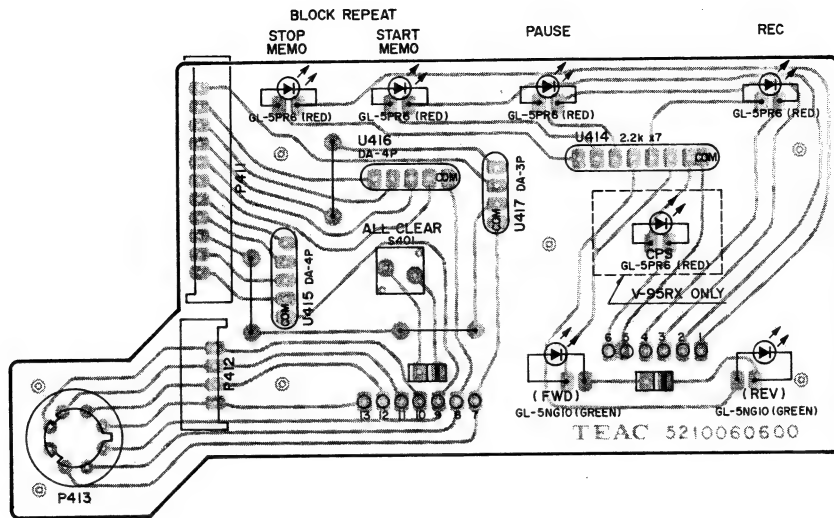 BLOCK REPEAT
STOP MEMO
START MEMO
PAUSE
REC
GL-5PR6 (RED)
GL-5PR6 (RED)
GL-5PR6 (RED)
GL-5PR6 (RED)
U416
DA-4P
COM
U414 2.2k x7
COM
P411
U417 DA-3P
COM
ALL CLEAR
S401
CPS
GL-5PR6 (RED)
V-95RX ONLY
U415 DA-4P
COM
P412
6 5 4 3 2 1
13 12 11 10 9 8 7
(FWD)
GL-5NG10 (GREEN)
(REV)
GL-5NG10 (GREEN)
TEAC 5210060600
P413